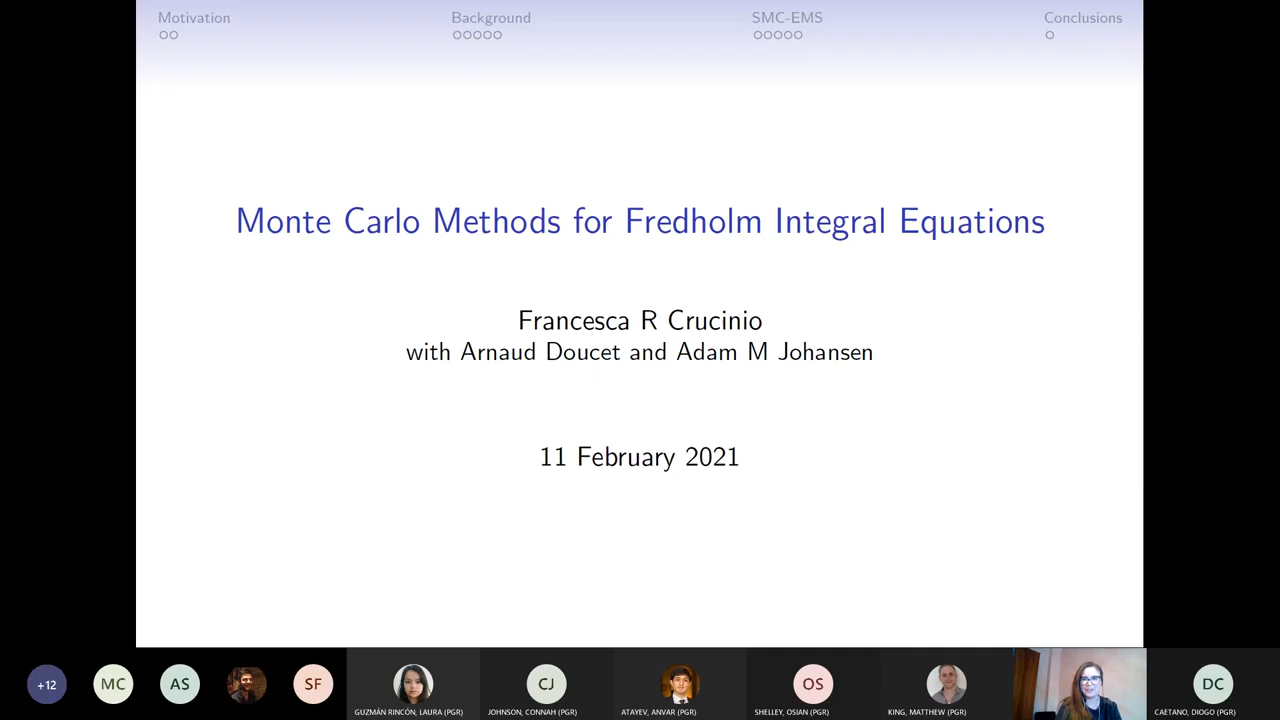 Motivation
Background
SMC-EMS
Conclusions
Monte Carlo Methods for Fredholm Integral Equations
Francesca R Crucinio
with Arnaud Doucet and Adam M Johansen
11 February 2021
+12
MC
AS
SF
GUZMÁN RINCÓN, LAURA (PGR)
CJ
JOHNSON, CONNAH (PGR)
ATAYEV, ANVAR (PGR)
OS
SHELLEY, OSIAN (PGR)
KING, MATTHEW (PGR)
DC
CAETANO, DIOGO (PGR)